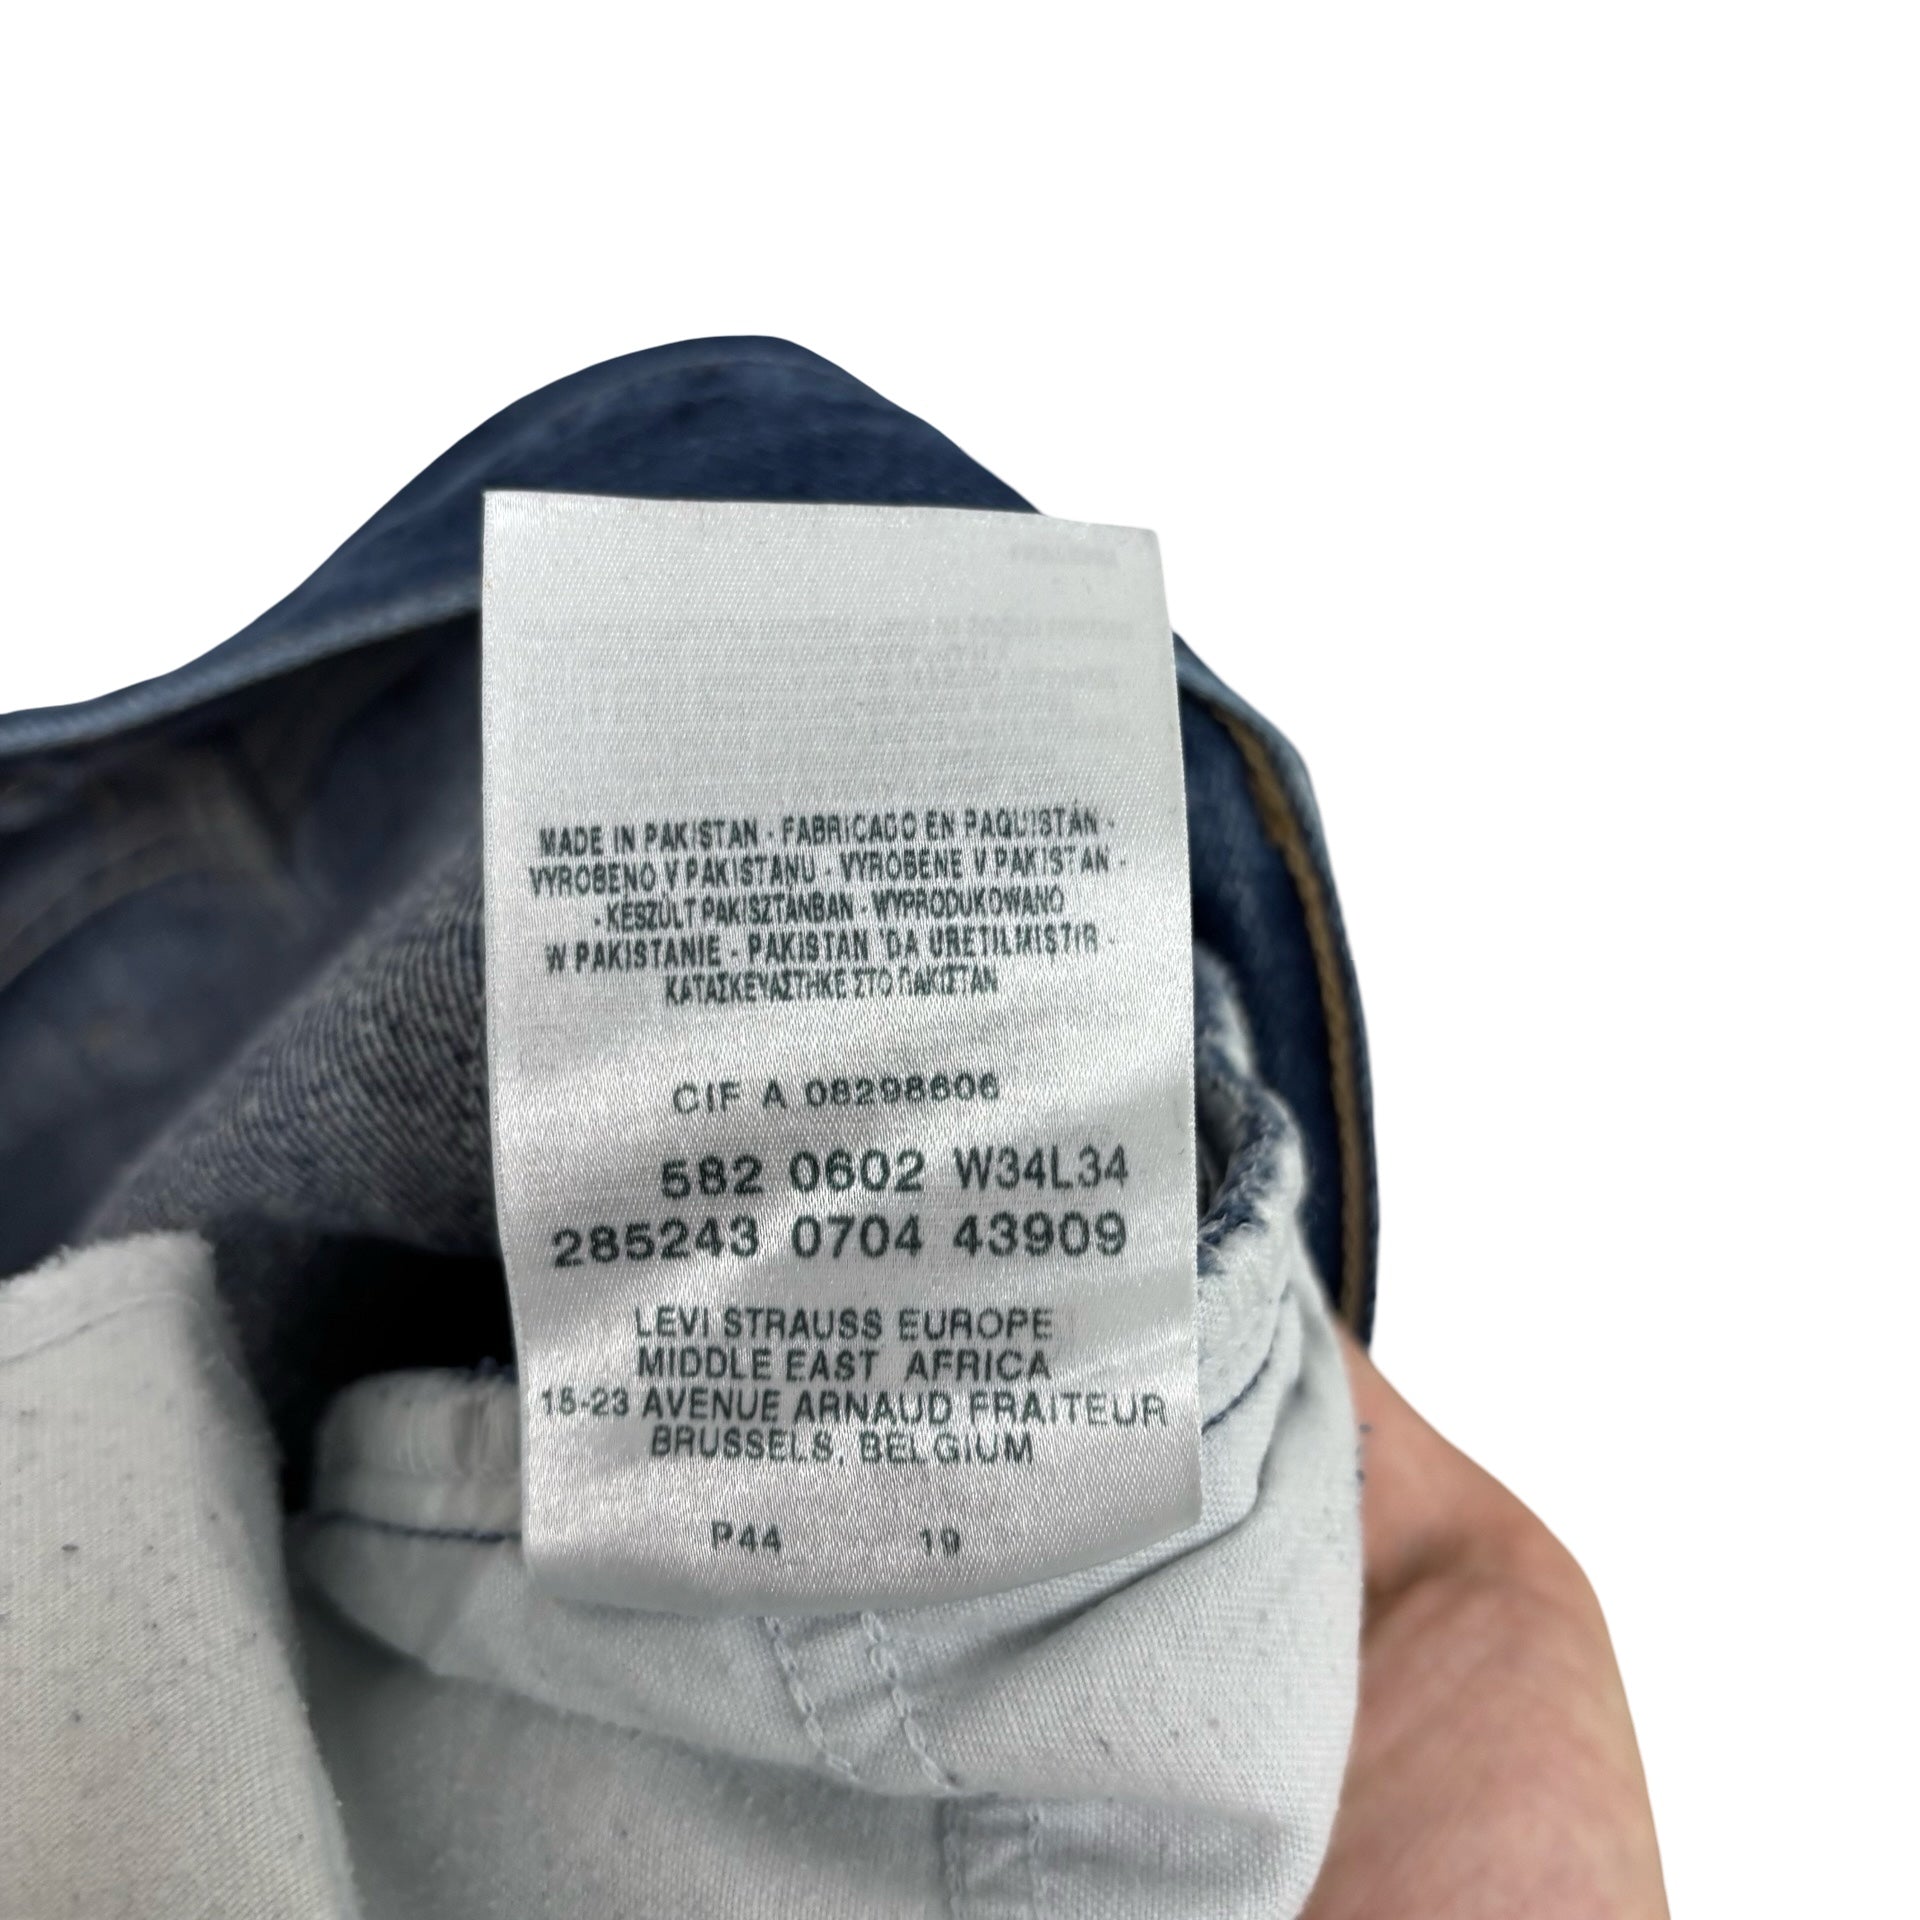 MADE IN PAKISTAN - FABRICADO EN PAQUISTÁN -
VYROBENO V PAKISTANU - VYROBENÉ V PAKISTAN -
- KESZÜLT PAKISZTÁNBAN - WYPRODUKOWANO
W PAKISTANIE - PAKISTAN 'DA URETILMISTIR -
ΚΑΤΑΣΚΕΥΑΣΤΗΚΕ ΣΤΟ ΠΑΚΙΣΤΑΝ
CIF A 08298606
582 0602 W34L34
285243 0704 43909
LEVI STRAUSS EUROPE
MIDDLE EAST AFRICA
15-23 AVENUE ARNAUD FRAITEUR
BRUSSELS, BELGIUM
P44 19